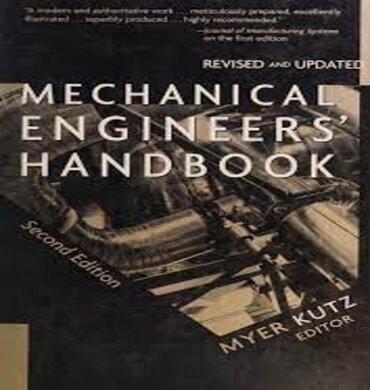 "A modern and authoritative work . . . meticulously prepared, excellently
illustrated . . . superbly produced . . . highly recommended."
—Journal of Manufacturing Systems
on the first edition
REVISED AND UPDATED
MECHANICAL
ENGINEERS'
HANDBOOK
Second Edition
MYER KUTZ
EDITOR